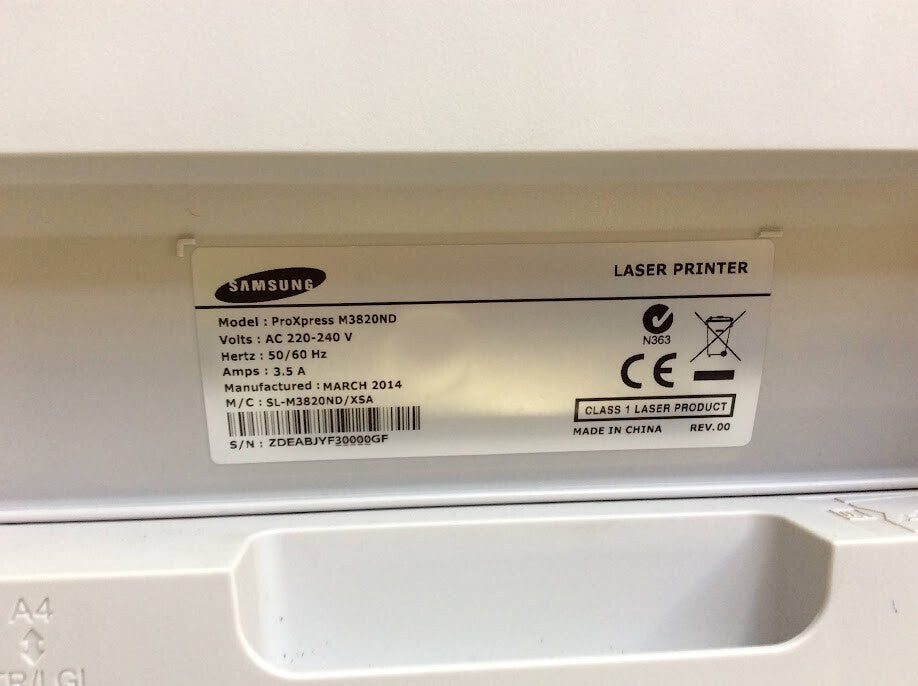 SAMSUNG
LASER PRINTER
Model : ProXpress M3820ND
Volts : AC 220-240 V
Hertz : 50/60 Hz
Amps : 3.5 A
Manufactured : MARCH 2014
M/C : SL-M3820ND/XSA
S/N : ZDEABJYF30000GF
N363
CE
CLASS 1 LASER PRODUCT
MADE IN CHINA REV.00
A4